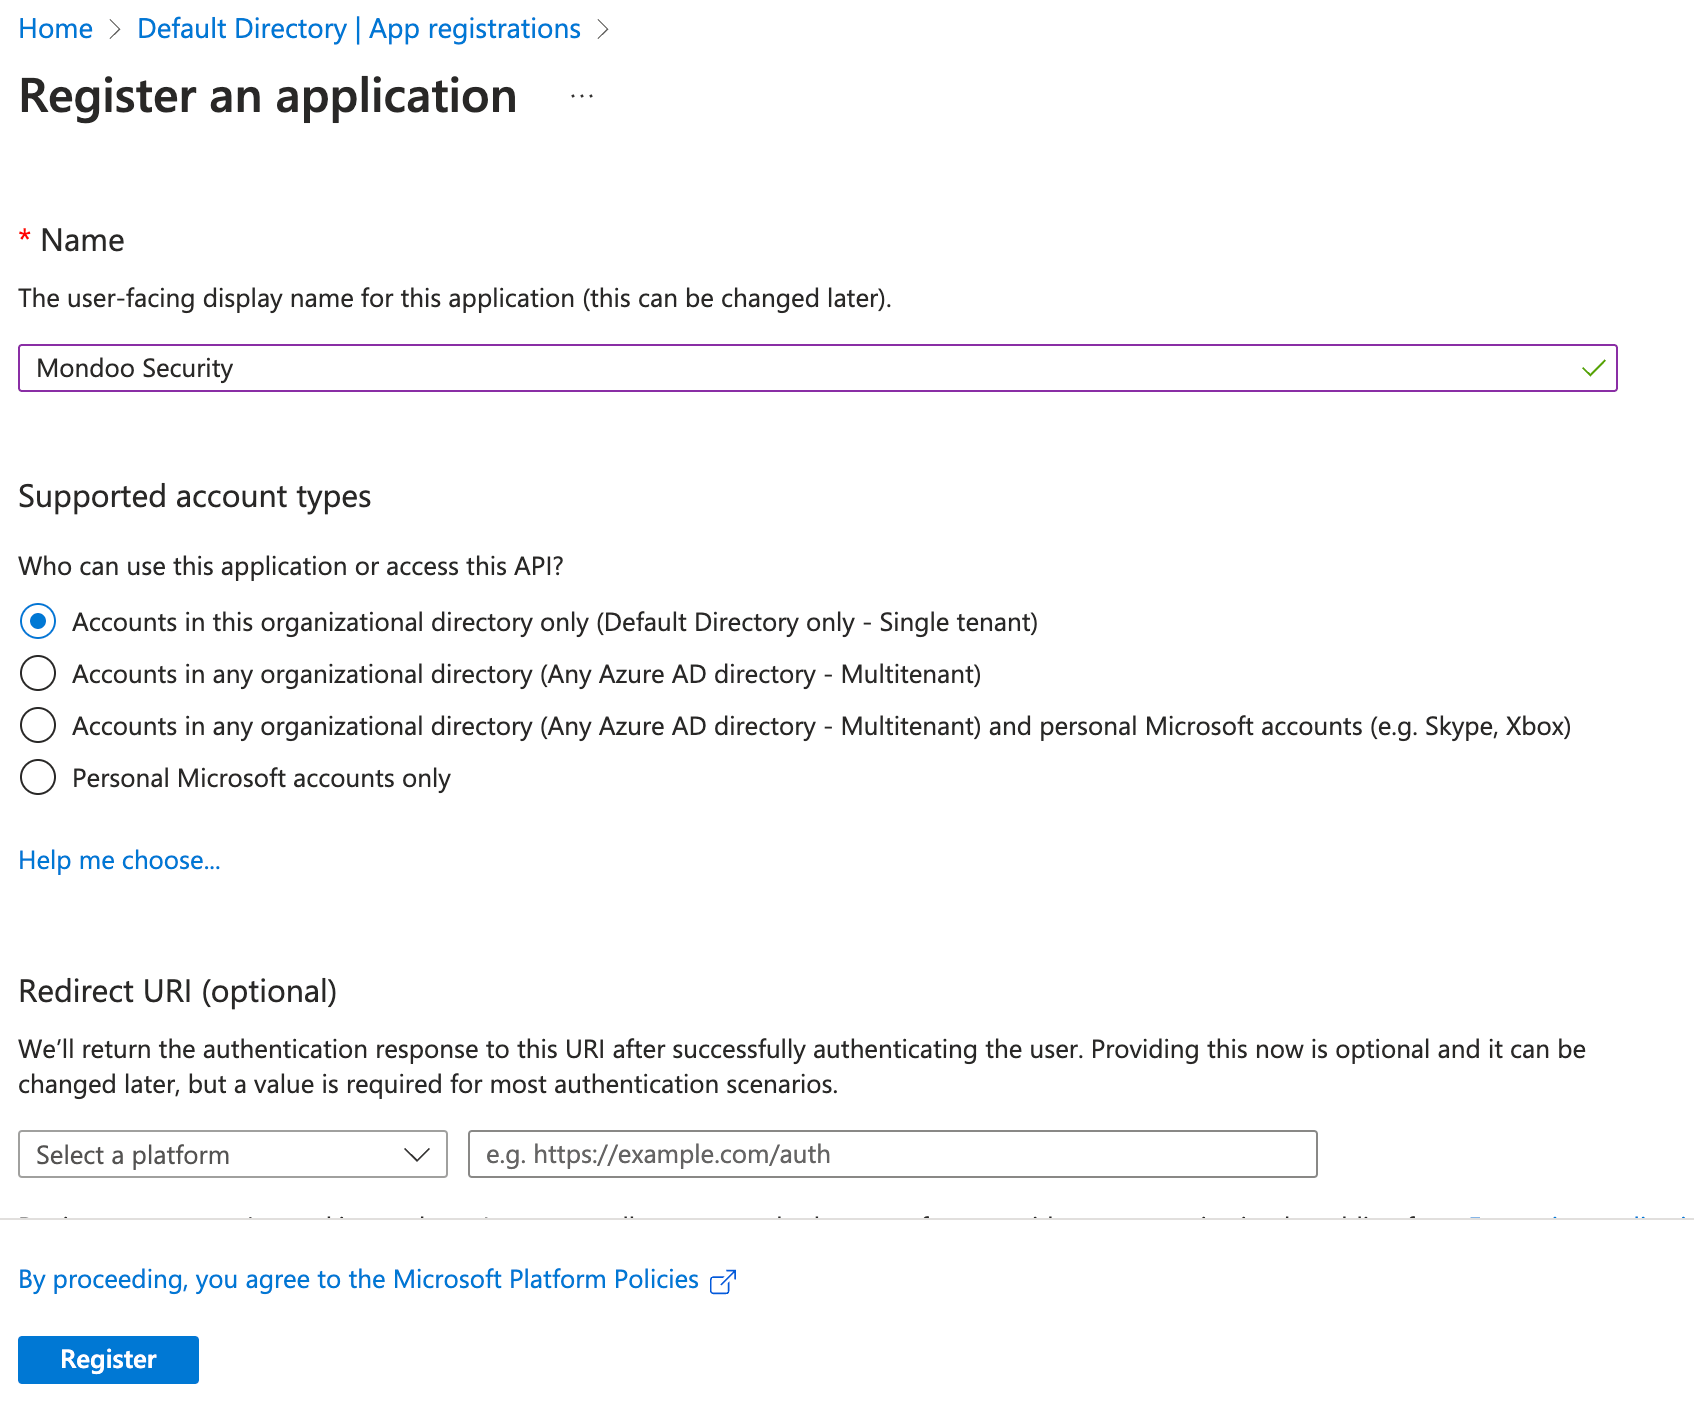 Home > Default Directory | App registrations >
Register an application ...
* Name
The user-facing display name for this application (this can be changed later).
Mondoo Security
Supported account types
Who can use this application or access this API?
Accounts in this organizational directory only (Default Directory only - Single tenant)
Accounts in any organizational directory (Any Azure AD directory - Multitenant)
Accounts in any organizational directory (Any Azure AD directory - Multitenant) and personal Microsoft accounts (e.g. Skype, Xbox)
Personal Microsoft accounts only
Help me choose...
Redirect URI (optional)
We’ll return the authentication response to this URI after successfully authenticating the user. Providing this now is optional and it can be
changed later, but a value is required for most authentication scenarios.
Select a platform
e.g. https://example.com/auth
By proceeding, you agree to the Microsoft Platform Policies
Register